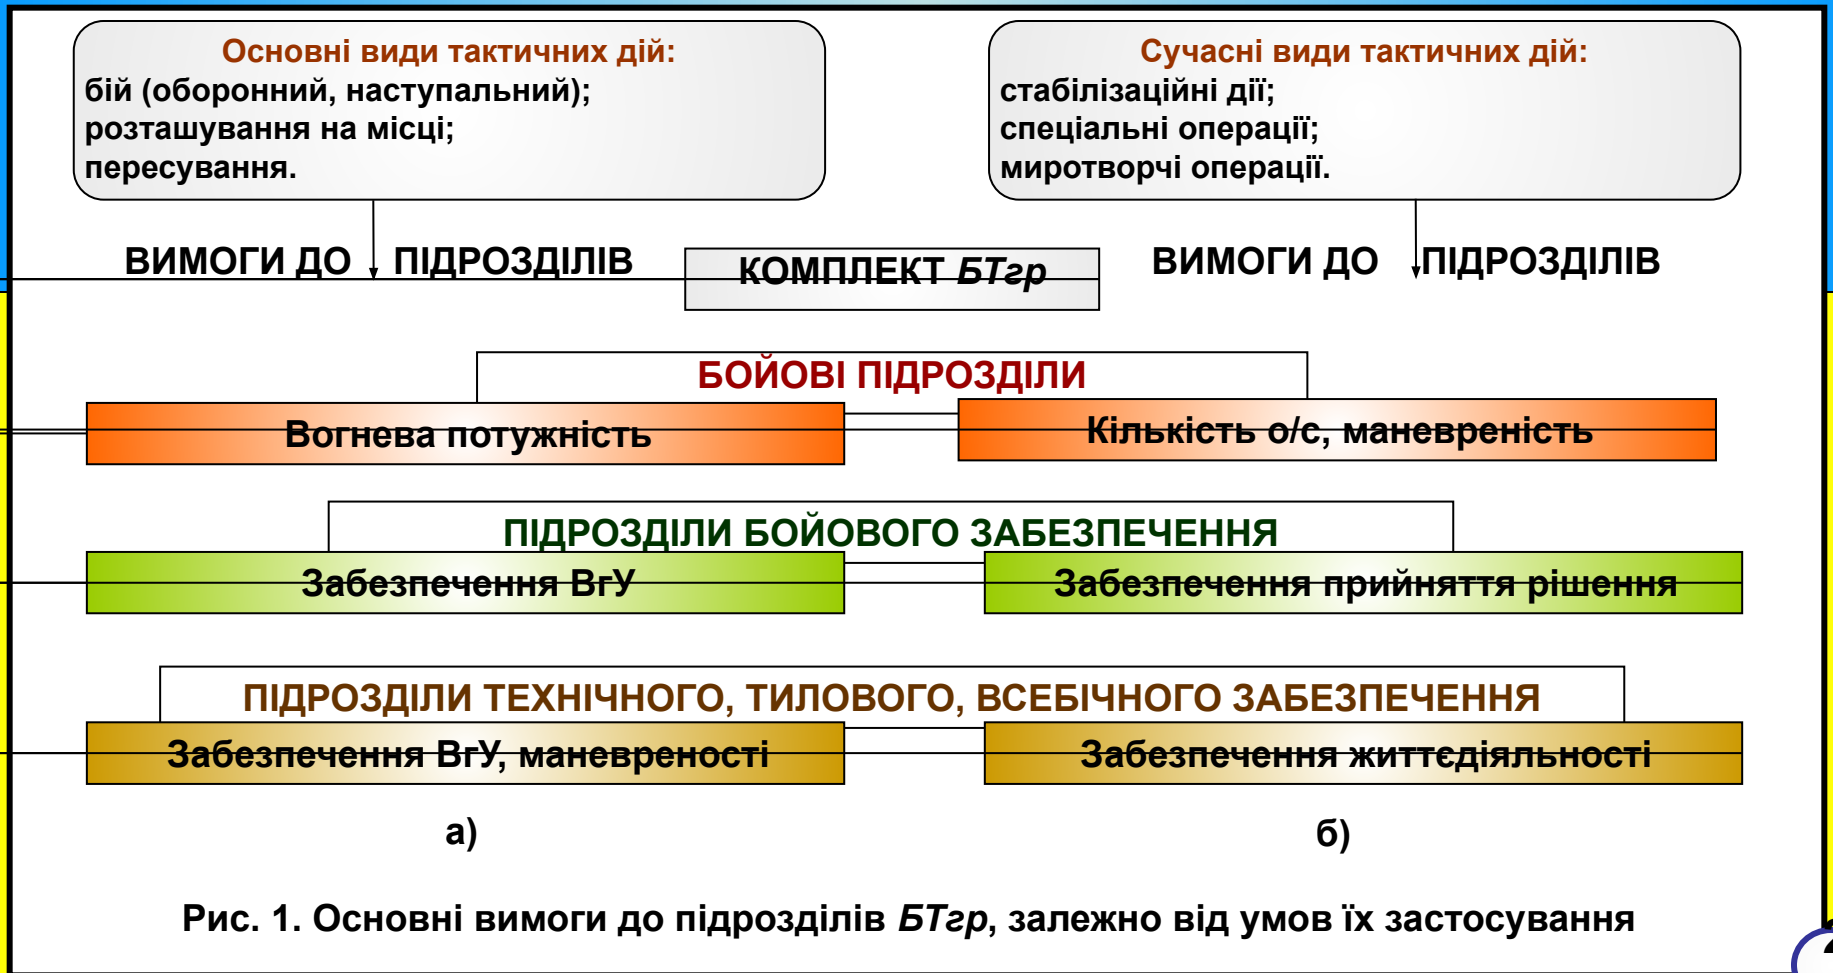 Основні види тактичних дій:
бій (оборонний, наступальний);
розташування на місці;
пересування.
Сучасні види тактичних дій:
стабілізаційні дії;
спеціальні операції;
миротворчі операції.
ВИМОГИ ДО ПІДРОЗДІЛІВ
КОМПЛЕКТ БТгр
ВИМОГИ ДО ПІДРОЗДІЛІВ
БОЙОВІ ПІДРОЗДІЛИ
Вогнева потужність
Кількість о/с, маневреність
ПІДРОЗДІЛИ БОЙОВОГО ЗАБЕЗПЕЧЕННЯ
Забезпечення ВгУ
Забезпечення прийняття рішення
ПІДРОЗДІЛИ ТЕХНІЧНОГО, ТИЛОВОГО, ВСЕБІЧНОГО ЗАБЕЗПЕЧЕННЯ
Забезпечення ВгУ, маневреності
Забезпечення життєдіяльності
а)
б)
Рис. 1. Основні вимоги до підрозділів БТгр, залежно від умов їх застосування